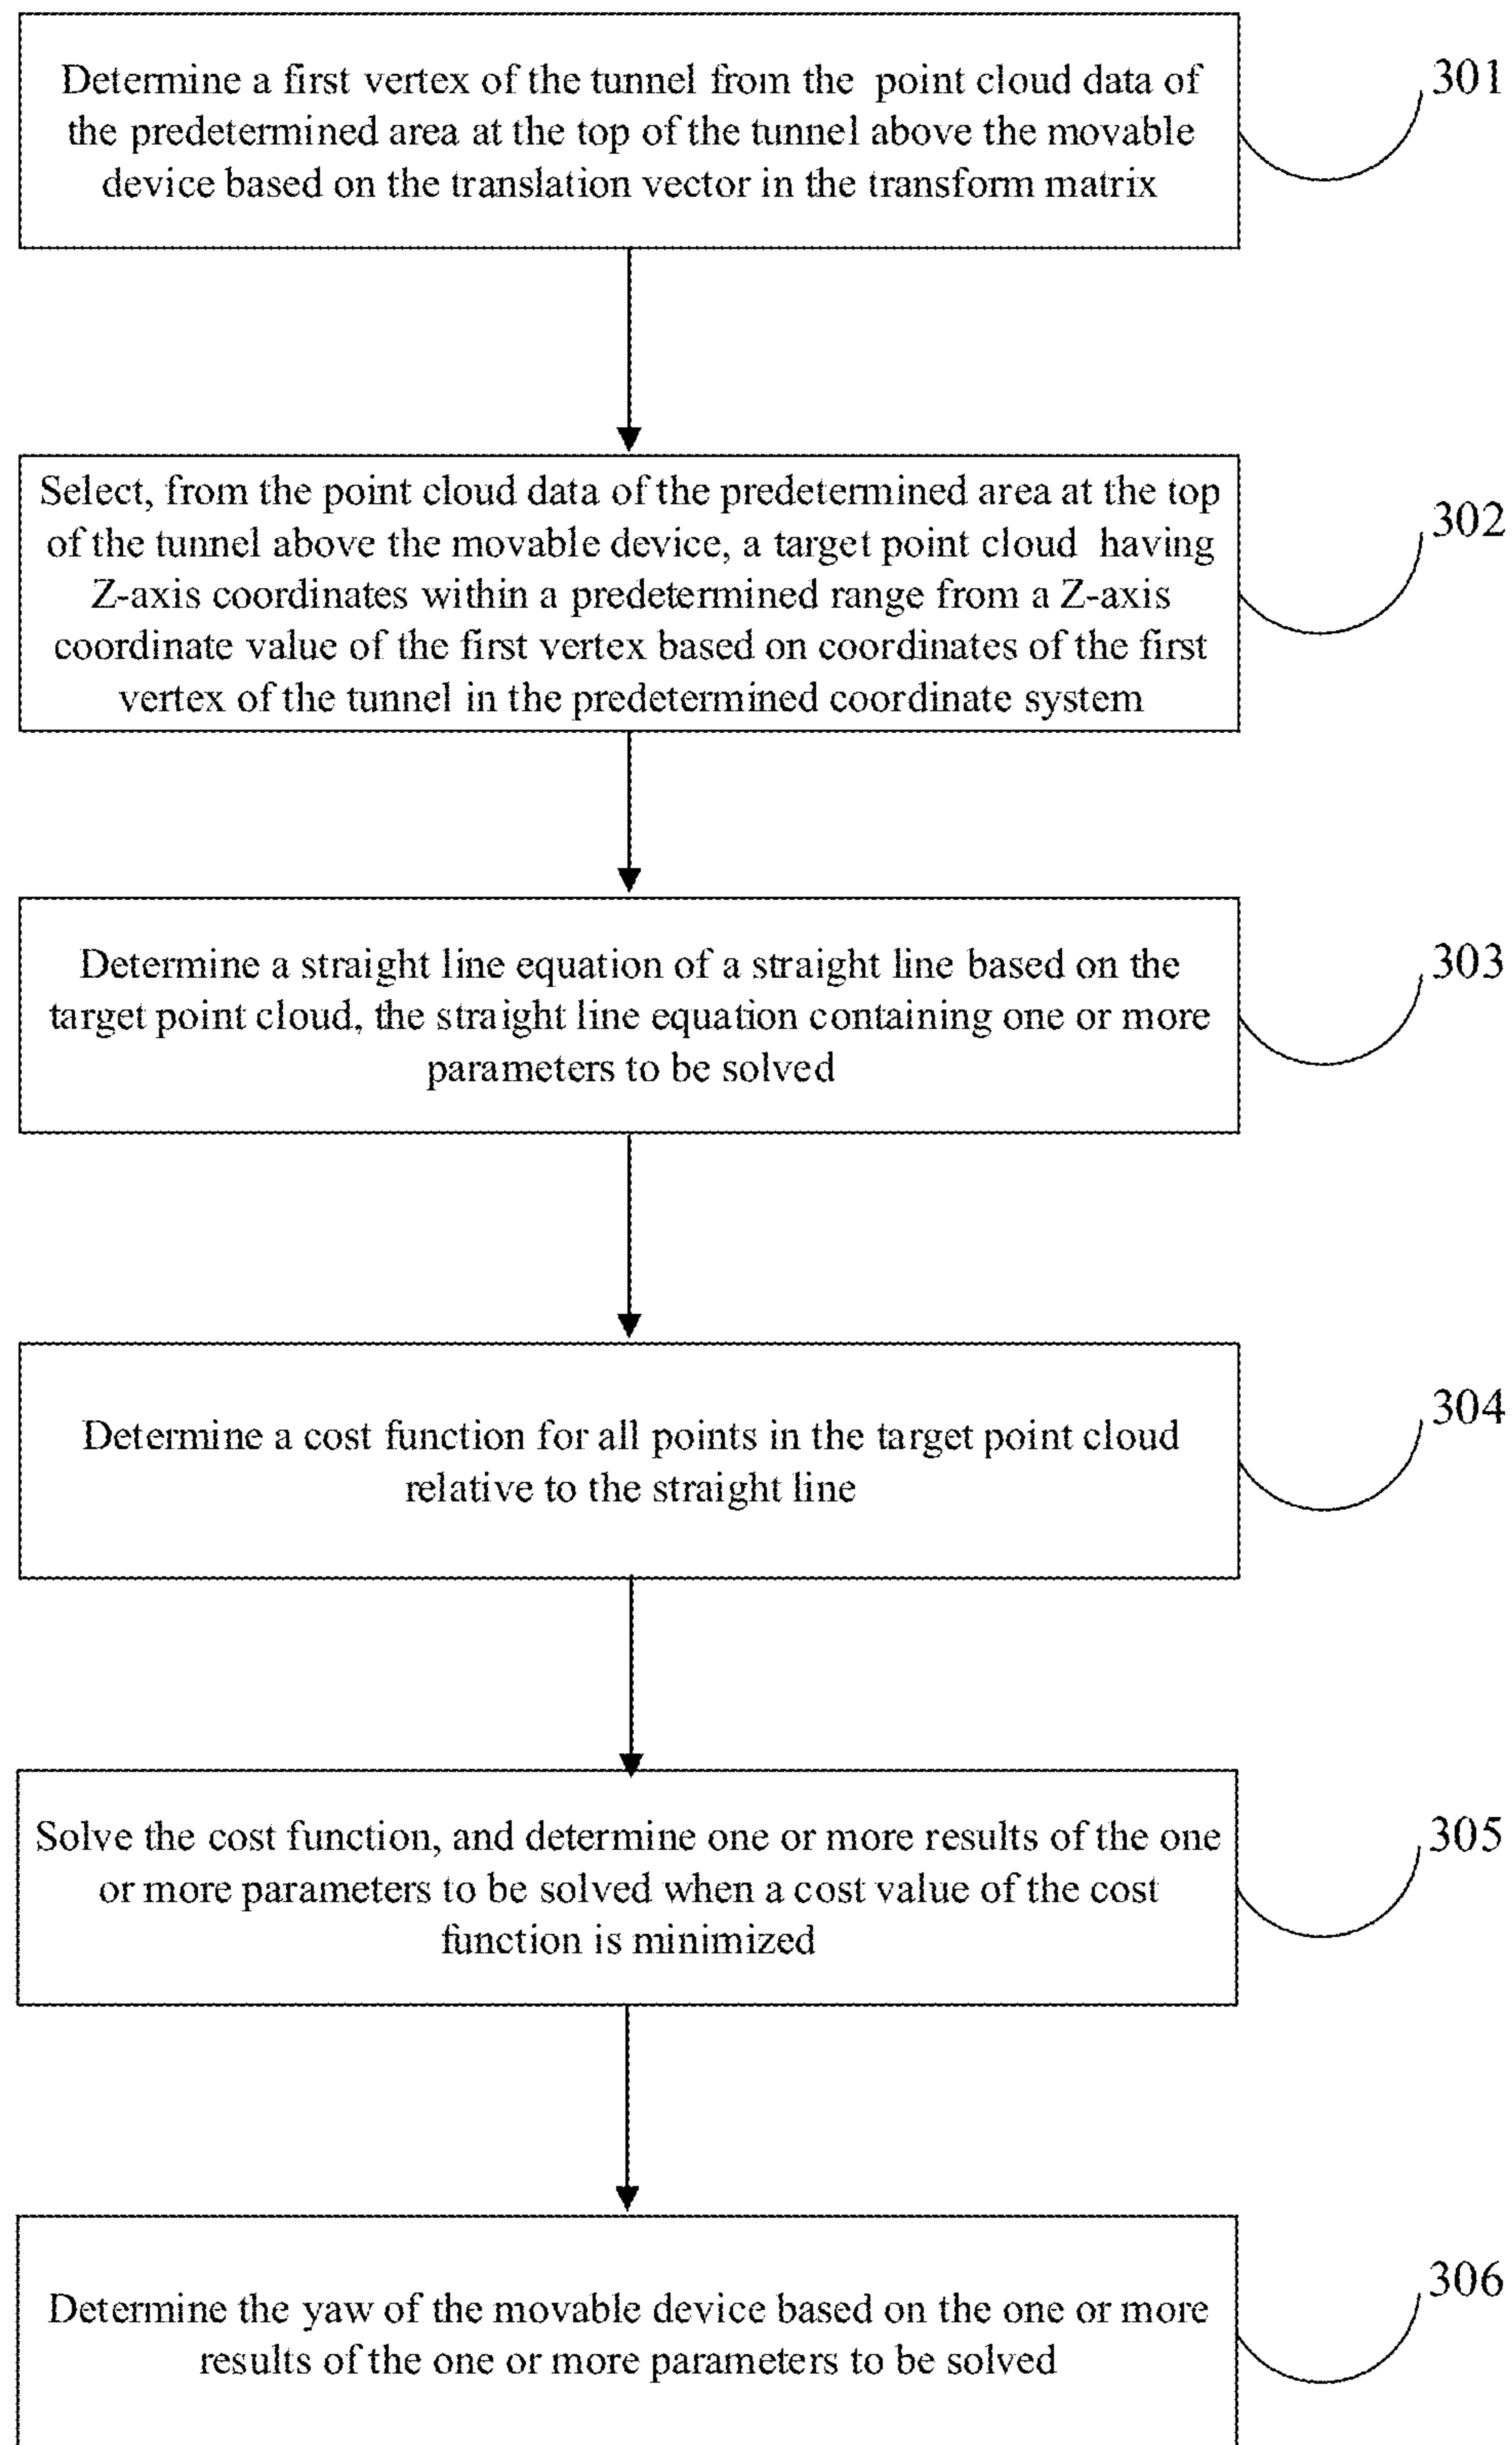 Determine a first vertex of the tunnel from the point cloud data of
the predetermined area at the top of the tunnel above the movable
device based on the translation vector in the transform matrix
301
Select, from the point cloud data of the predetermined area at the top
of the tunnel above the movable device, a target point cloud having
Z-axis coordinates within a predetermined range from a Z-axis
coordinate value of the first vertex based on coordinates of the first
vertex of the tunnel in the predetermined coordinate system
302
Determine a straight line equation of a straight line based on the
target point cloud, the straight line equation containing one or more
parameters to be solved
303
Determine a cost function for all points in the target point cloud
relative to the straight line
304
Solve the cost function, and determine one or more results of the one
or more parameters to be solved when a cost value of the cost
function is minimized
305
Determine the yaw of the movable device based on the one or more
results of the one or more parameters to be solved
306